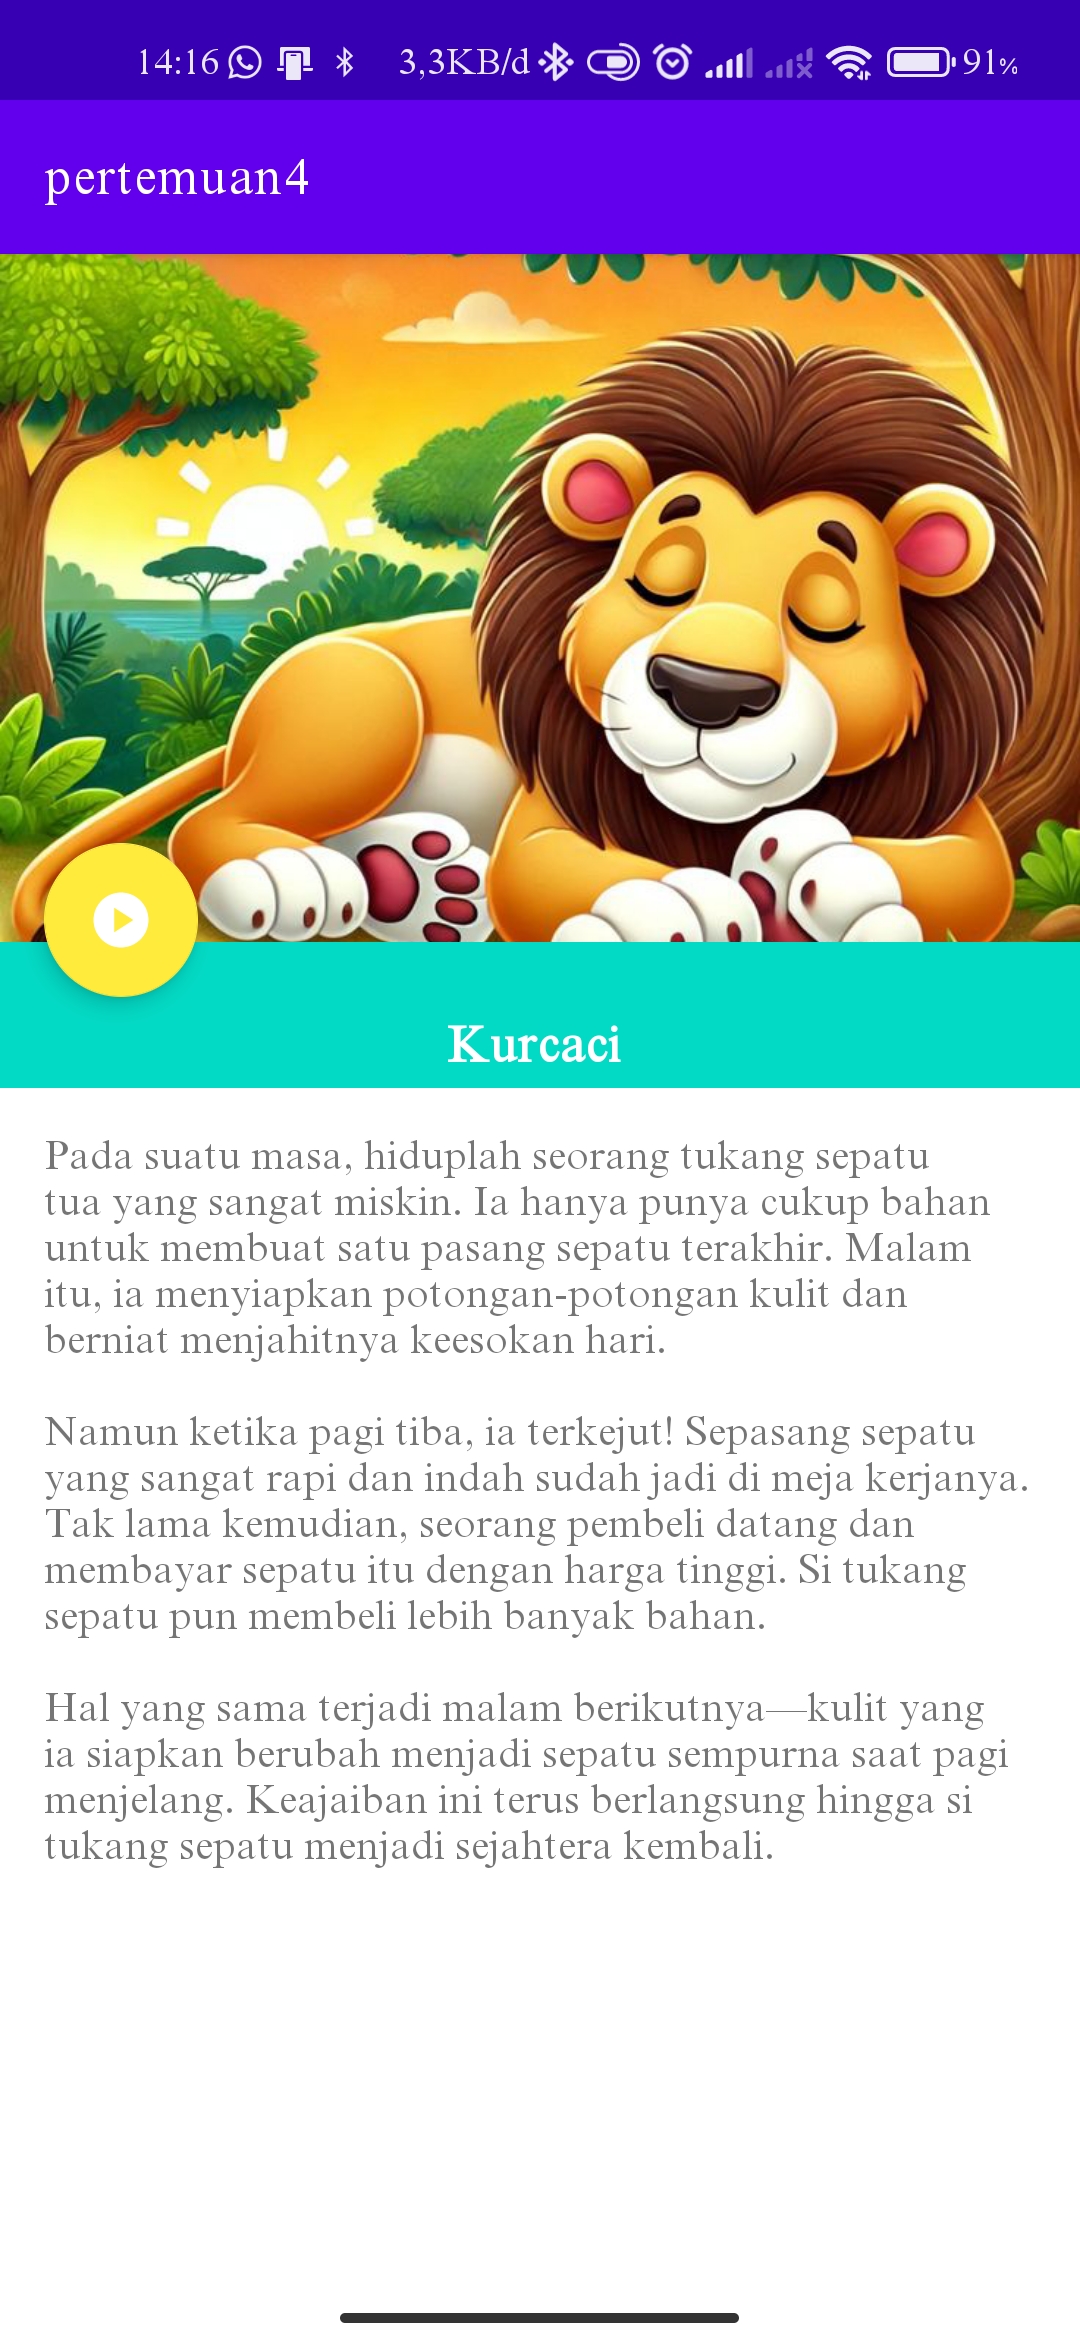 14:16 3,3KB/d 91%
pertemuan4
Kurcaci
Pada suatu masa, hiduplah seorang tukang sepatu
tua yang sangat miskin. Ia hanya punya cukup bahan
untuk membuat satu pasang sepatu terakhir. Malam
itu, ia menyiapkan potongan-potongan kulit dan
berniat menjahitnya keesokan hari.
Namun ketika pagi tiba, ia terkejut! Sepasang sepatu
yang sangat rapi dan indah sudah jadi di meja kerjanya.
Tak lama kemudian, seorang pembeli datang dan
membayar sepatu itu dengan harga tinggi. Si tukang
sepatu pun membeli lebih banyak bahan.
Hal yang sama terjadi malam berikutnya—kulit yang
ia siapkan berubah menjadi sepatu sempurna saat pagi
menjelang. Keajaiban ini terus berlangsung hingga si
tukang sepatu menjadi sejahtera kembali.